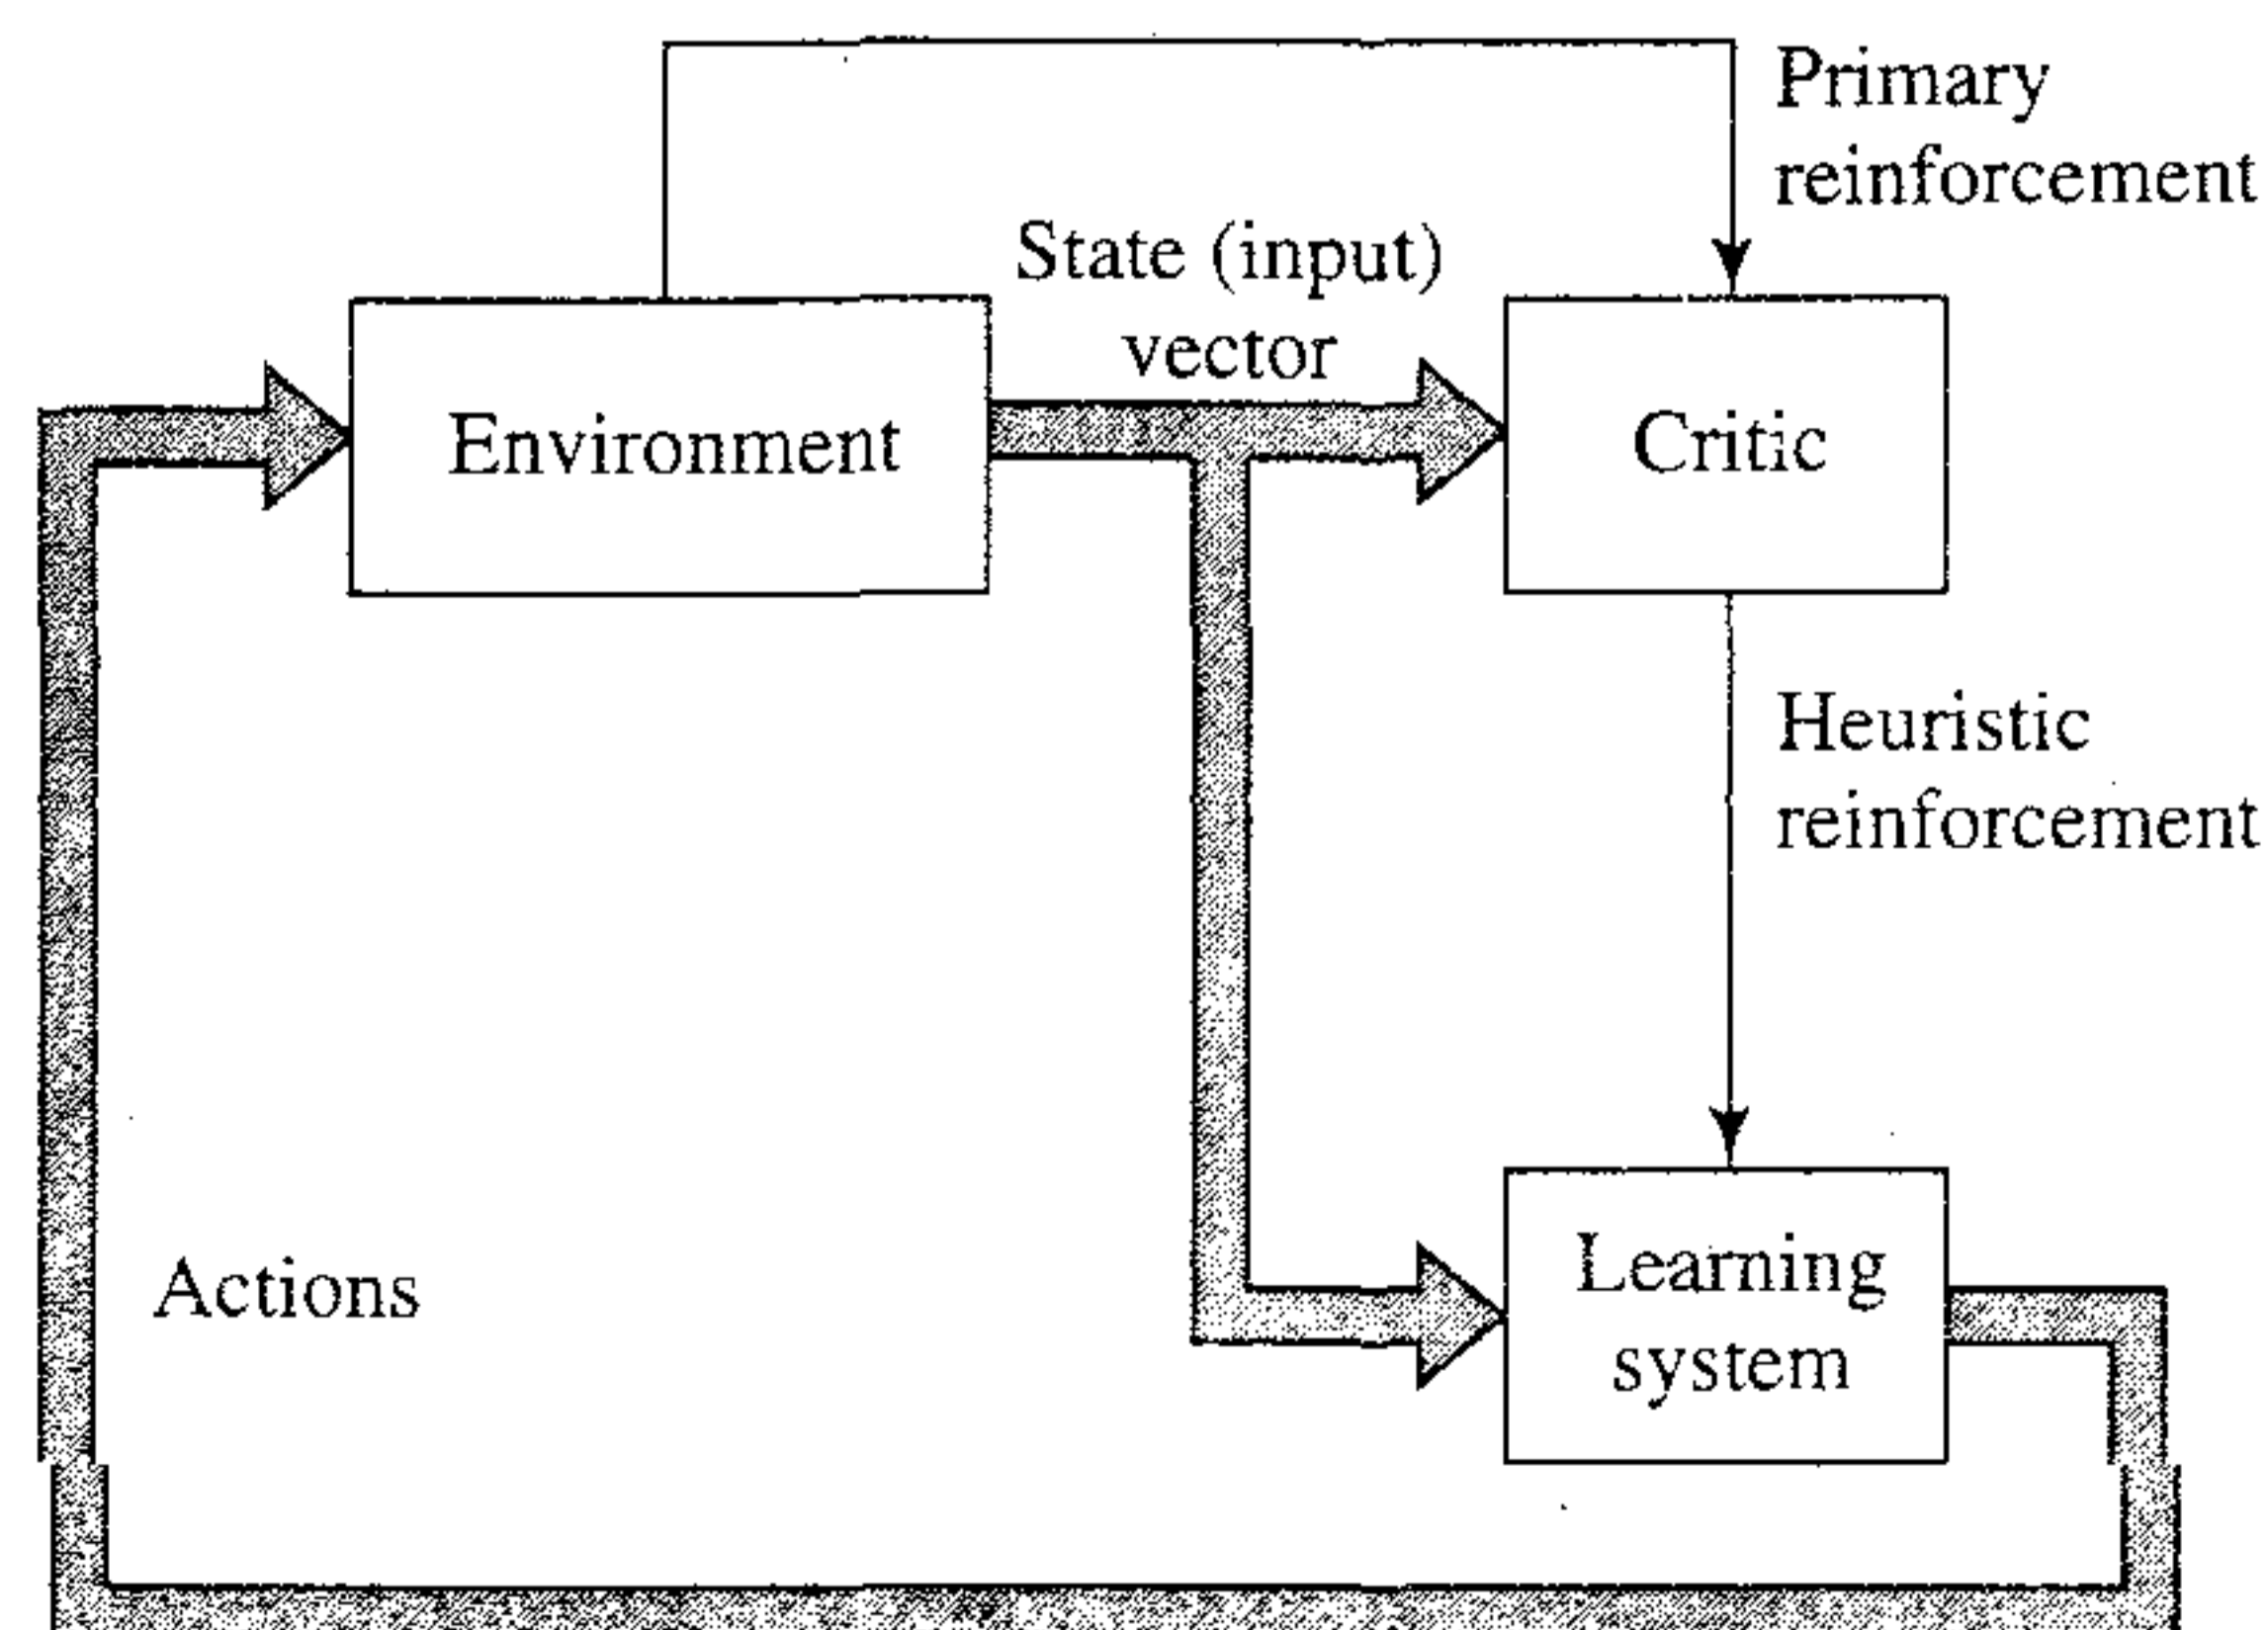 Primary
reinforcement
State (input)
vector
Environment
Critic
Heuristic
reinforcement
Actions
Learning
system